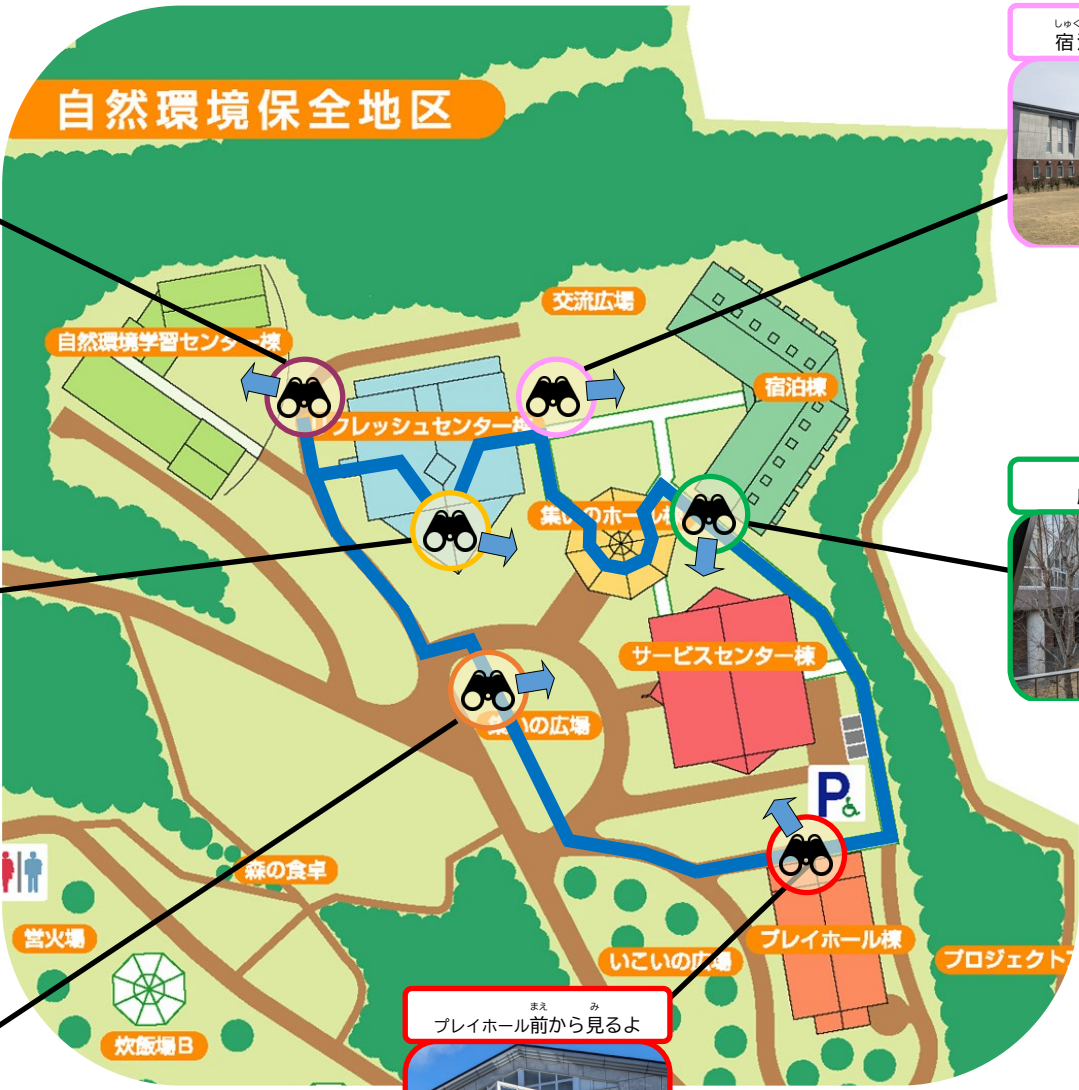 しゅく
宿
自然環境保全地区
交流広場
自然環境学習センター棟
宿泊棟
フレッシュセンター棟
集いのホール棟
サービスセンター棟
集いの広場
P
森の食卓
営火場
プレイホール棟
いこいの広場
プロジェクト
まえ み
プレイホール前から見るよ
炊飯場B